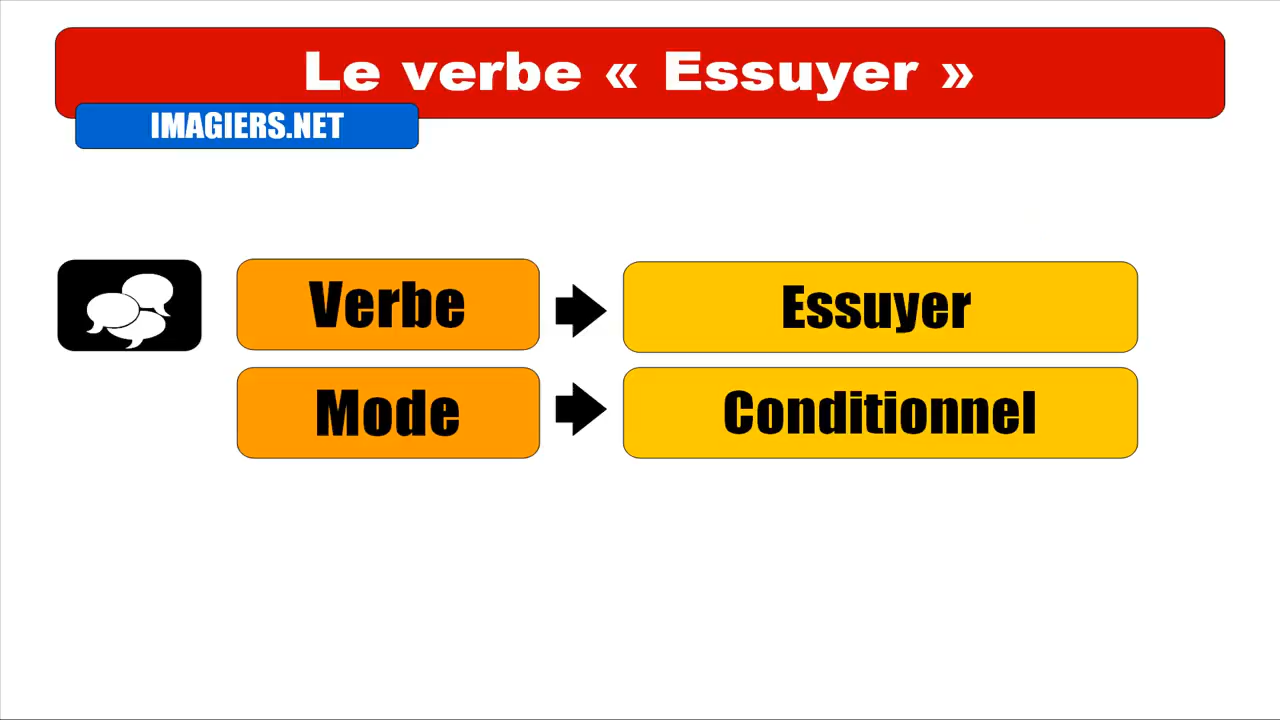 Le verbe « Essuyer »
IMAGIERS.NET
Verbe Essuyer
Mode Conditionnel